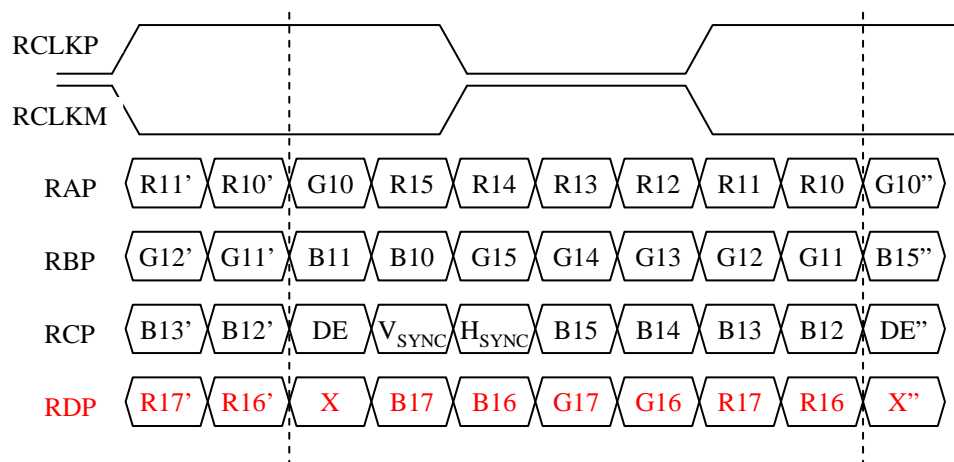 RCLKP
RCLKM
RAP R11’ R10’ G10 R15 R14 R13 R12 R11 R10 G10”
RBP G12’ G11’ B11 B10 G15 G14 G13 G12 G11 B15”
RCP B13’ B12’ DE VSYNC HSYNC B15 B14 B13 B12 DE”
RDP R17’ R16’ X B17 B16 G17 G16 R17 R16 X”